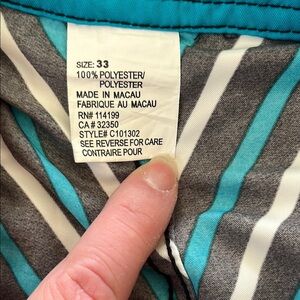 SIZE: 33
100% POLYESTER/
POLYESTER
MADE IN MACAU
FABRIQUE AU MACAU
RN# 114199
CA # 32350
STYLE# C101302
SEE REVERSE FOR CARE
CONTRAIRE POUR